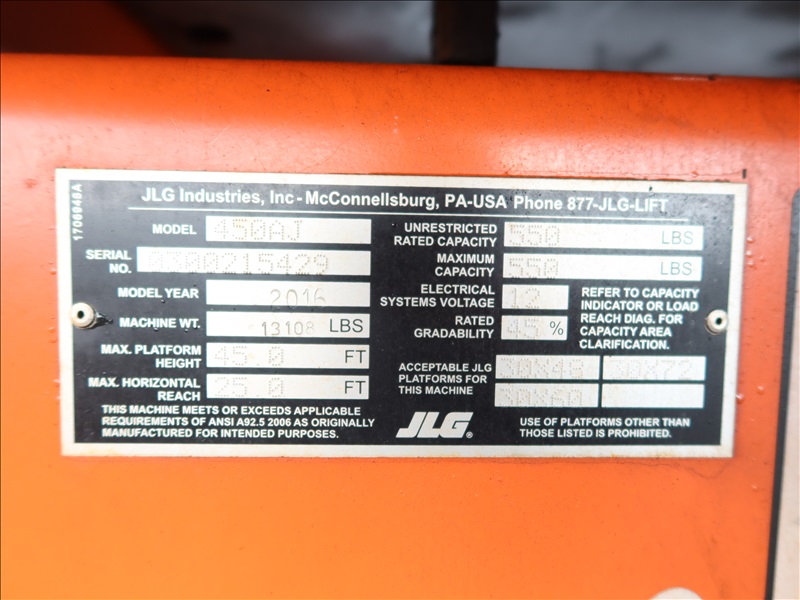 1706948A
JLG Industries, Inc - McConnellsburg, PA-USA Phone 877-JLG-LIFT
MODEL 450AJ
SERIAL NO. 0300215429
MODEL YEAR 2016
MACHINE WT. 13108 LBS
MAX. PLATFORM HEIGHT 45.0 FT
MAX. HORIZONTAL REACH 25.0 FT
THIS MACHINE MEETS OR EXCEEDS APPLICABLE
REQUIREMENTS OF ANSI A92.5 2006 AS ORIGINALLY
MANUFACTURED FOR INTENDED PURPOSES.
UNRESTRICTED
RATED CAPACITY 550 LBS
MAXIMUM
CAPACITY 550 LBS
ELECTRICAL
SYSTEMS VOLTAGE 12
RATED
GRADABILITY 45 %
REFER TO CAPACITY
INDICATOR OR LOAD
REACH DIAG. FOR
CAPACITY AREA
CLARIFICATION.
ACCEPTABLE JLG
PLATFORMS FOR
THIS MACHINE
30X48 30X72
30X60
JLG®
USE OF PLATFORMS OTHER THAN
THOSE LISTED IS PROHIBITED.